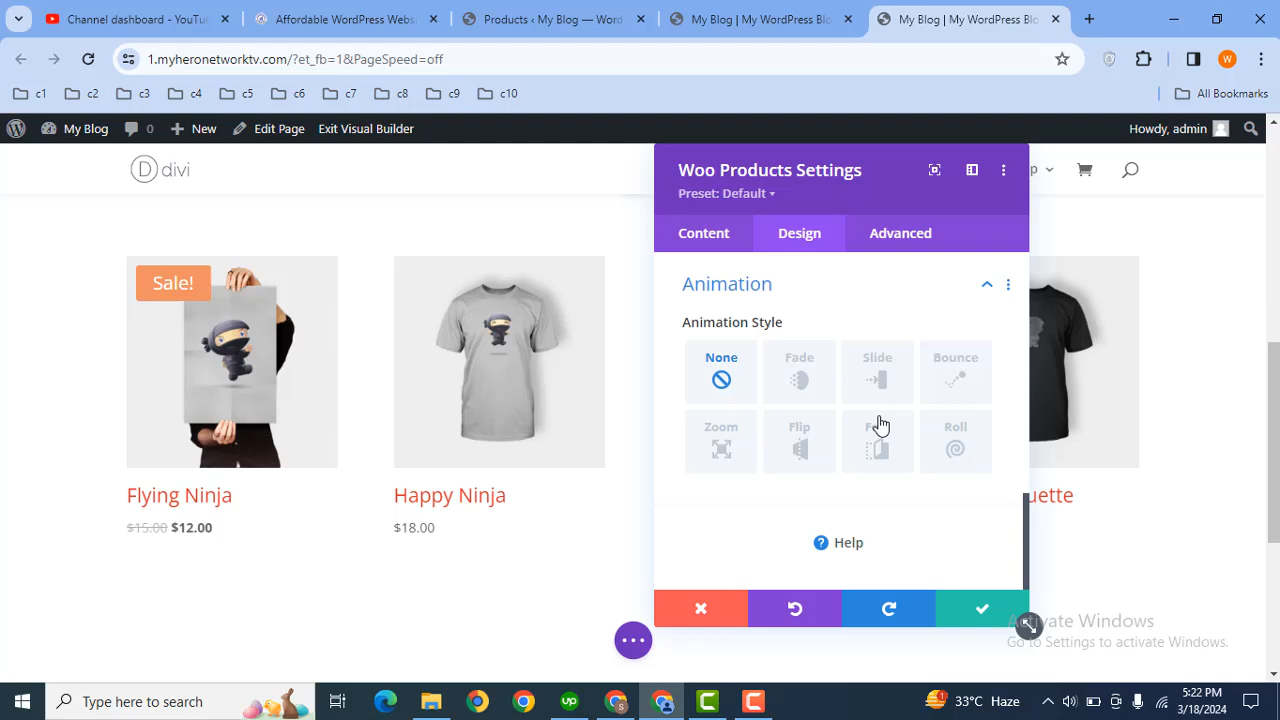 Channel dashboard - YouTu
Affordable WordPress Webs
Products ‹ My Blog — Word
My Blog | My WordPress Blo
My Blog | My WordPress Blo
1.myheronetworktv.com/?et_fb=1&PageSpeed=off
W
c1
c2
c3
c4
c5
c6
c7
c8
c9
c10
All Bookmarks
My Blog
0
New
Edit Page
Exit Visual Builder
Howdy, admin
D divi
p
Woo Products Settings
Preset: Default
Content
Design
Advanced
Animation
Animation Style
None
Fade
Slide
Bounce
Zoom
Flip
Roll
Help
Sale!
Flying Ninja
$15.00 $12.00
Happy Ninja
$18.00
uette
Activate Windows
Go to Settings to activate Windows.
Type here to search
33°C Haze
5:22 PM
3/18/2024